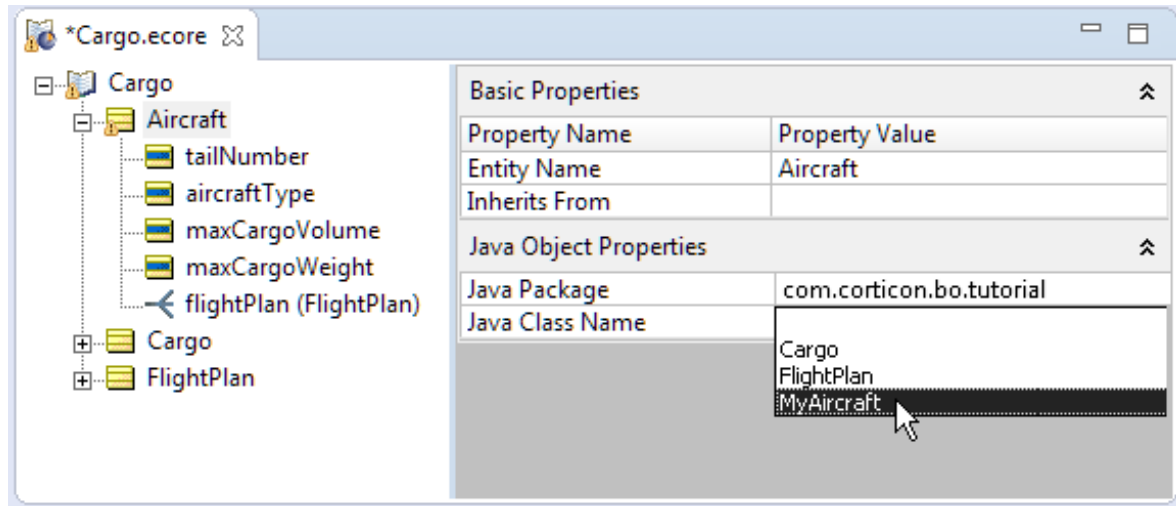 *Cargo.ecore
Cargo
Aircraft
tailNumber
aircraftType
maxCargoVolume
maxCargoWeight
flightPlan (FlightPlan)
Cargo
FlightPlan
Basic Properties
Property Name Property Value
Entity Name Aircraft
Inherits From
Java Object Properties
Java Package com.corticon.bo.tutorial
Java Class Name
Cargo
FlightPlan
MyAircraft